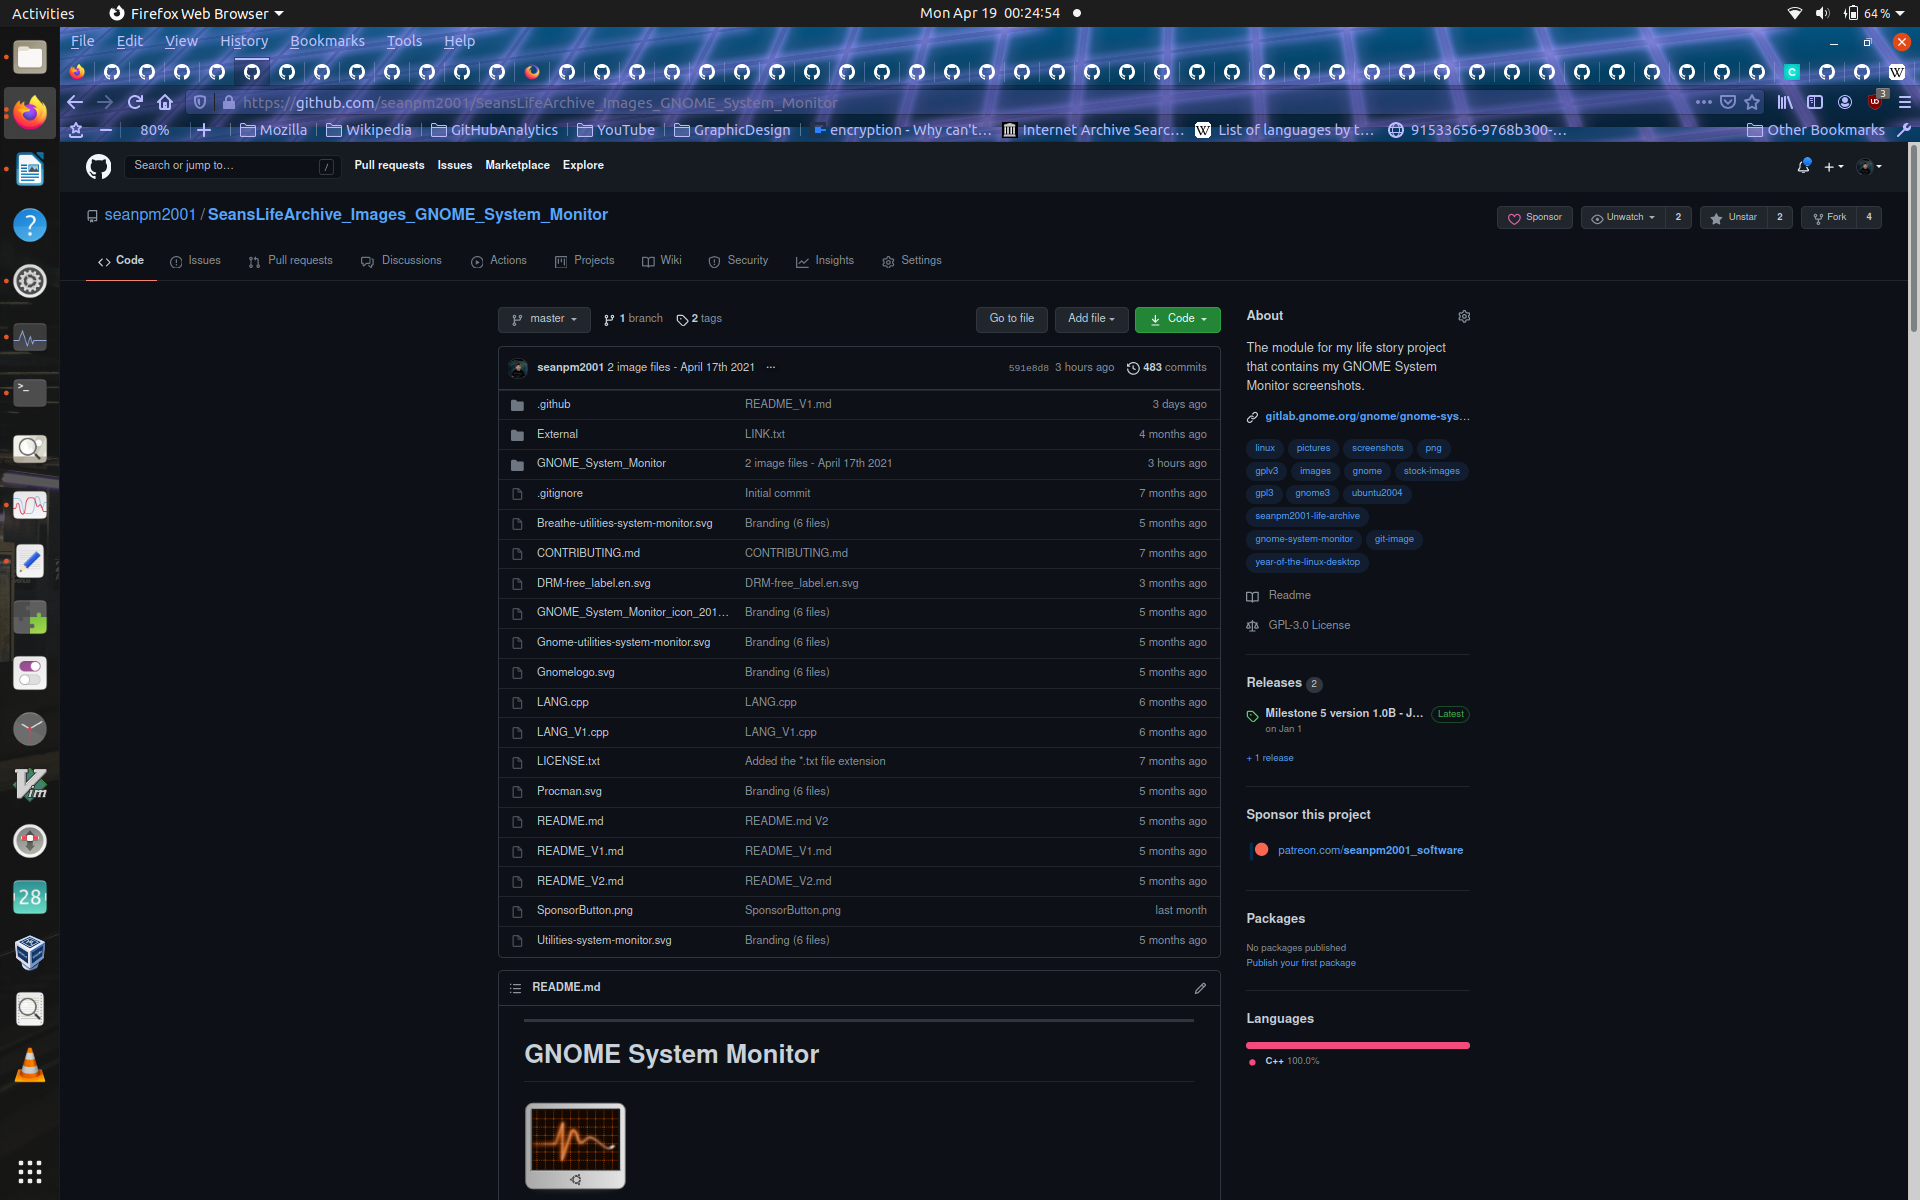 Activities Firefox Web Browser Mon Apr 19 00:24:54 64 %
File Edit View History Bookmarks Tools Help
https://github.com/seanpm2001/SeansLifeArchive_Images_GNOME_System_Monitor 3
80% Mozilla Wikipedia GitHubAnalytics YouTube GraphicDesign encryption - Why can't… Internet Archive Searc… List of languages by t… 91533656-9768b300-… Other Bookmarks
Search or jump to… / Pull requests Issues Marketplace Explore
seanpm2001 / SeansLifeArchive_Images_GNOME_System_Monitor Sponsor Unwatch 2 Unstar 2 Fork 4
Code Issues Pull requests Discussions Actions Projects Wiki Security Insights Settings
master 1 branch 2 tags Go to file Add file Code
seanpm2001 2 image files - April 17th 2021 ... 591e8d8 3 hours ago 483 commits
.github README_V1.md 3 days ago
External LINK.txt 4 months ago
GNOME_System_Monitor 2 image files - April 17th 2021 3 hours ago
.gitignore Initial commit 7 months ago
Breathe-utilities-system-monitor.svg Branding (6 files) 5 months ago
CONTRIBUTING.md CONTRIBUTING.md 7 months ago
DRM-free_label.en.svg DRM-free_label.en.svg 3 months ago
GNOME_System_Monitor_icon_201… Branding (6 files) 5 months ago
Gnome-utilities-system-monitor.svg Branding (6 files) 5 months ago
Gnomelogo.svg Branding (6 files) 5 months ago
LANG.cpp LANG.cpp 6 months ago
LANG_V1.cpp LANG_V1.cpp 6 months ago
LICENSE.txt Added the *.txt file extension 7 months ago
Procman.svg Branding (6 files) 5 months ago
README.md README.md V2 5 months ago
README_V1.md README_V1.md 5 months ago
README_V2.md README_V2.md 5 months ago
SponsorButton.png SponsorButton.png last month
Utilities-system-monitor.svg Branding (6 files) 5 months ago
README.md
GNOME System Monitor
About
The module for my life story project
that contains my GNOME System
Monitor screenshots.
gitlab.gnome.org/gnome/gnome-sys…
linux pictures screenshots png
gplv3 images gnome stock-images
gpl3 gnome3 ubuntu2004
seanpm2001-life-archive
gnome-system-monitor git-image
year-of-the-linux-desktop
Readme
GPL-3.0 License
Releases 2
Milestone 5 version 1.0B - J… Latest
on Jan 1
+ 1 release
Sponsor this project
patreon.com/seanpm2001_software
Packages
No packages published
Publish your first package
Languages
C++ 100.0%
28